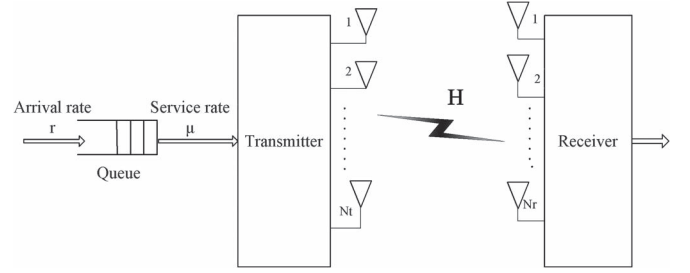 Arrival rate
r
Queue
Service rate
μ
Transmitter
1
2
Nt
H
1
2
Nr
Receiver